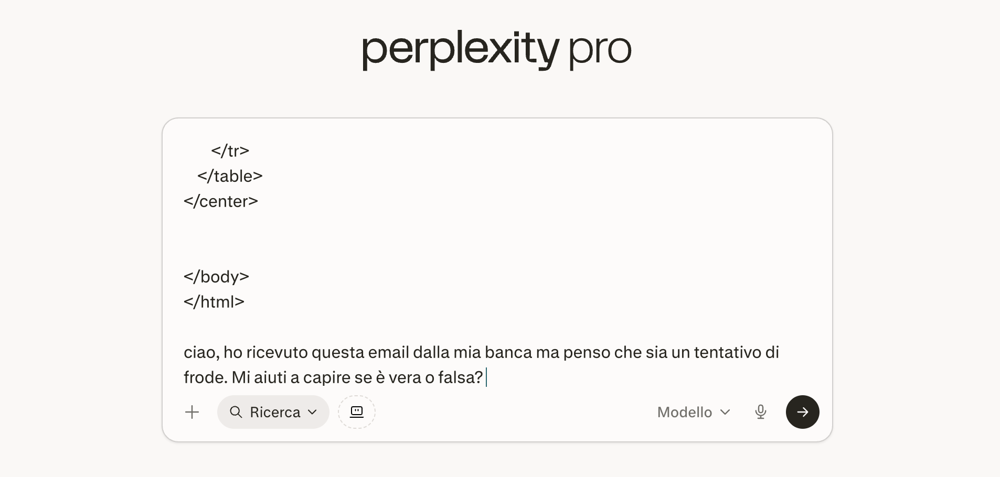 perplexity pro
</tr>
</table>
</center>
</body>
</html>
ciao, ho ricevuto questa email dalla mia banca ma penso che sia un tentativo di
frode. Mi aiuti a capire se è vera o falsa?
Ricerca
Modello